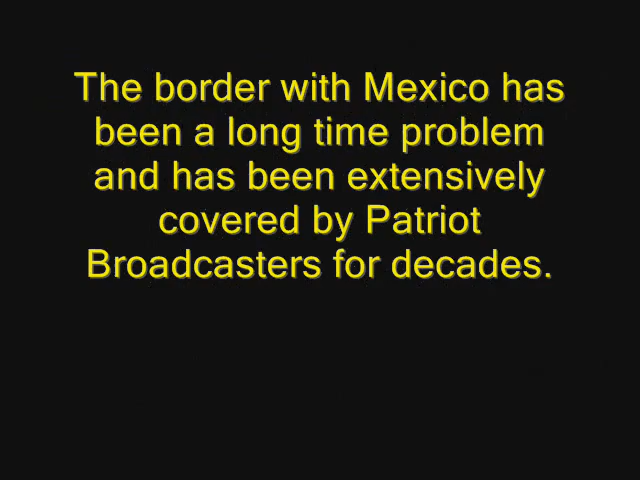 The border with Mexico has
been a long time problem
and has been extensively
covered by Patriot
Broadcasters for decades.